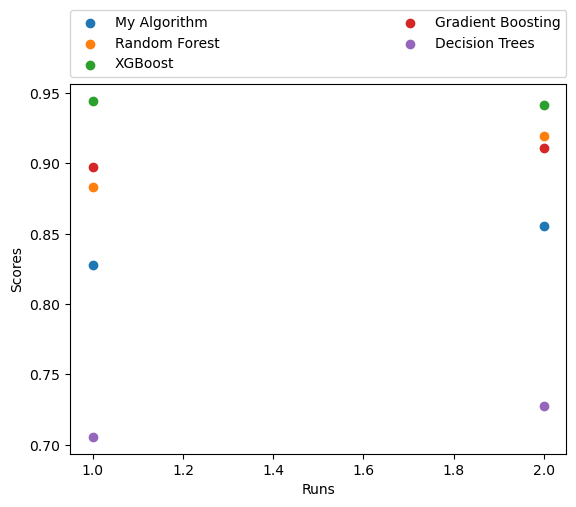 My Algorithm
Random Forest
XGBoost
Gradient Boosting
Decision Trees
0.95
0.90
0.85
0.80
0.75
0.70
Scores
1.0 1.2 1.4 1.6 1.8 2.0
Runs